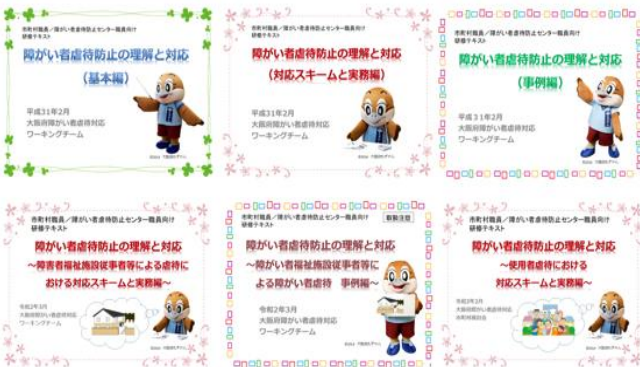 市町村職員/障がい者虐待防止センター職員向け
研修テキスト
障がい者虐待防止の理解と対応
（基本編）
平成31年2月
大阪府障がい者虐待対応
ワーキングチーム
市町村職員/障がい者虐待防止センター職員向け
研修テキスト
障がい者虐待防止の理解と対応
（対応スキームと実務編）
平成31年2月
大阪府障がい者虐待対応
ワーキングチーム
市町村職員/障がい者虐待防止センター職員向け
研修テキスト
障がい者虐待防止の理解と対応
（事例編）
平成31年2月
大阪府障がい者虐待対応
ワーキングチーム
市町村職員/障がい者虐待防止センター職員向け
研修テキスト
障がい者虐待防止の理解と対応
～障害者福祉施設従事者等による虐待に
おける対応スキームと実務編～
令和2年3月
大阪府障がい者虐待対応
ワーキングチーム
市町村職員/障がい者虐待防止センター職員向け
研修テキスト
取扱注意
障がい者虐待防止の理解と対応
～障がい者福祉施設従事者等に
よる障がい者虐待 事例編～
令和2年3月
大阪府障がい者虐待対応
ワーキングチーム
市町村職員/障がい者虐待防止センター職員向け
研修テキスト
障がい者虐待防止の理解と対応
～使用者虐待における
対応スキームと実務編～
大阪府障がい者虐待対応